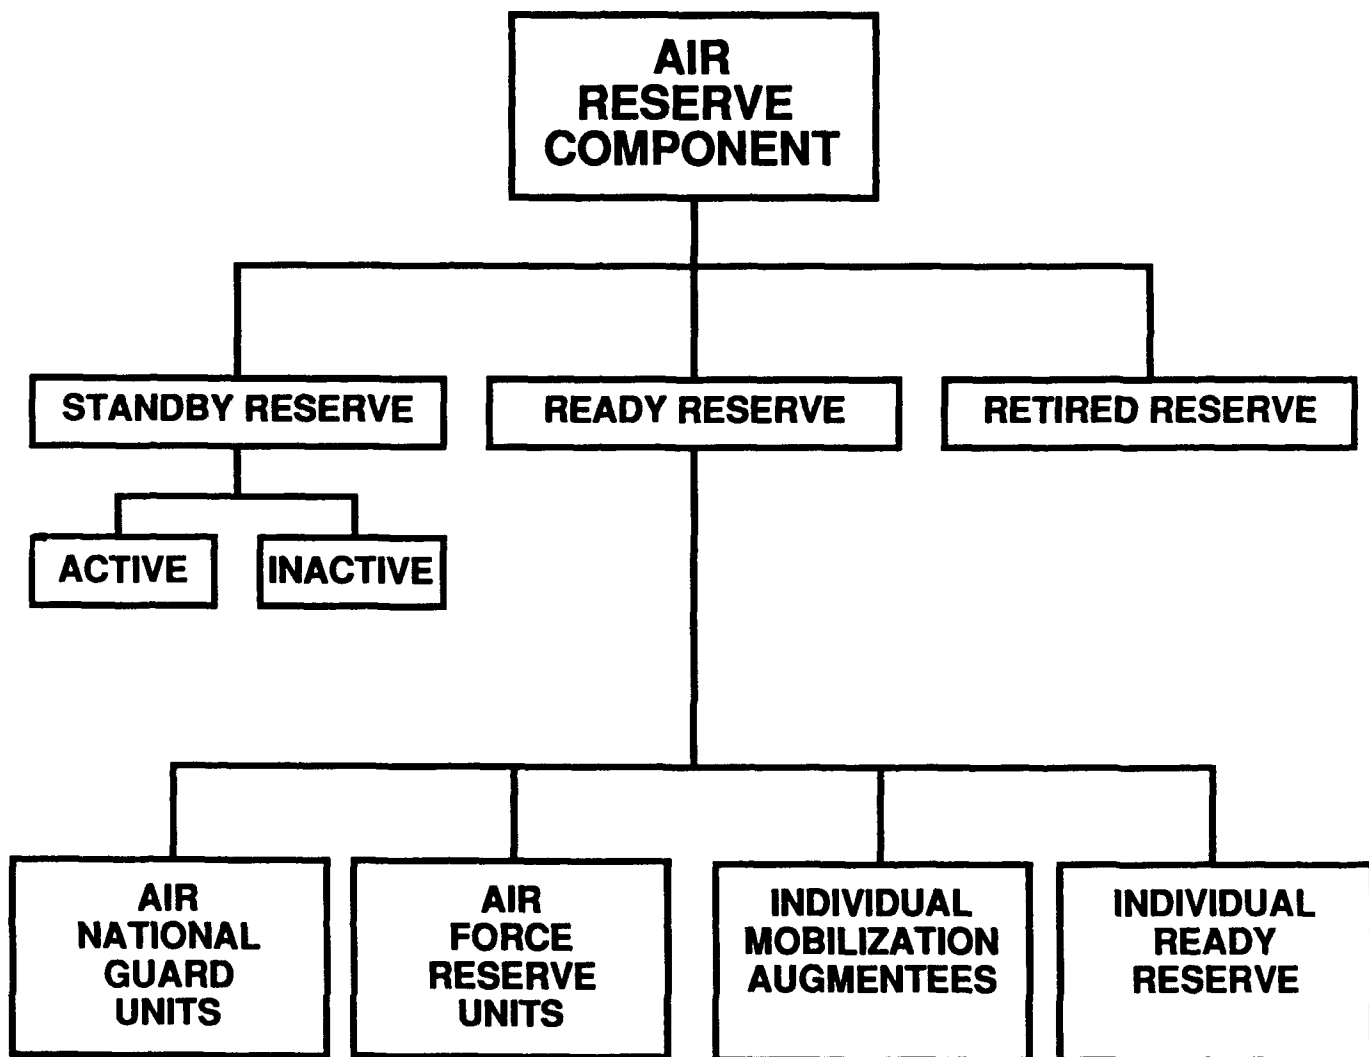 AIR
RESERVE
COMPONENT
STANDBY RESERVE
READY RESERVE
RETIRED RESERVE
ACTIVE
INACTIVE
AIR
NATIONAL
GUARD
UNITS
AIR
FORCE
RESERVE
UNITS
INDIVIDUAL
MOBILIZATION
AUGMENTEES
INDIVIDUAL
READY
RESERVE